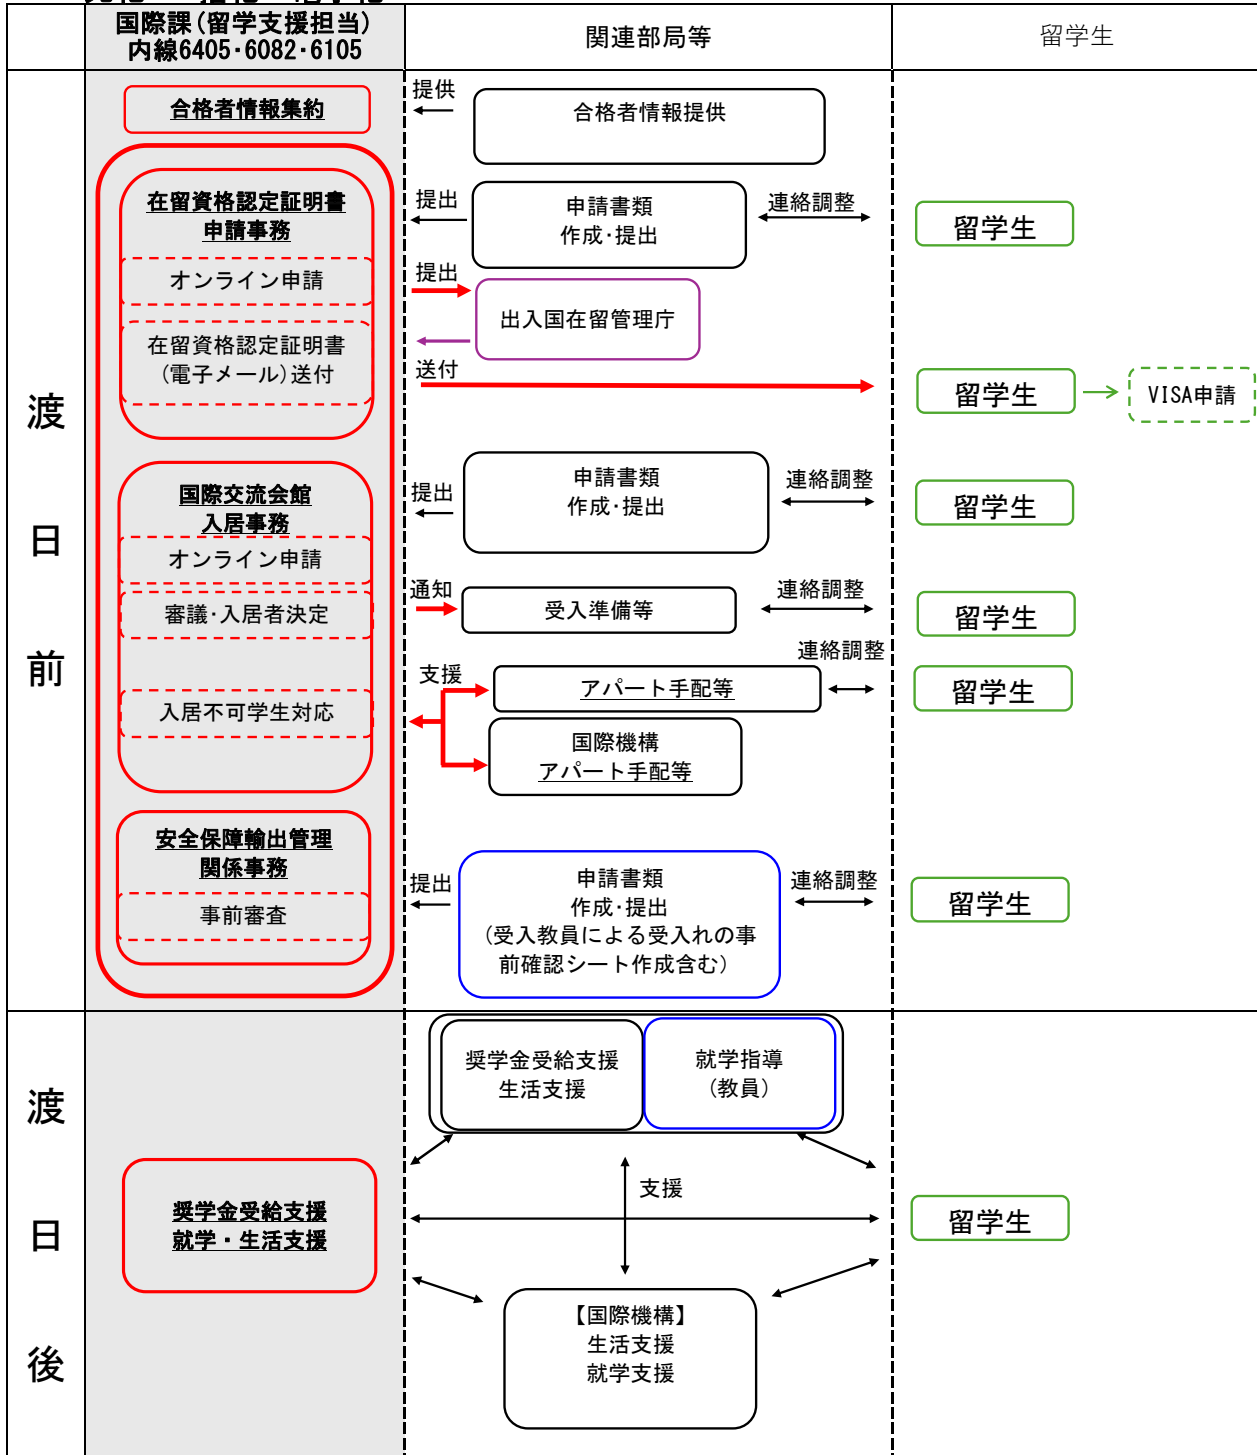 国際課(留学支援担当)
内線6405・6082・6105
関連部局等
留学生
渡日前
合格者情報集約
提供
合格者情報提供
在留資格認定証明書
申請事務
提出
申請書類
作成・提出
連絡調整
留学生
オンライン申請
提出
出入国在留管理庁
在留資格認定証明書
(電子メール)送付
送付
留学生
VISA申請
国際交流会館
入居事務
提出
申請書類
作成・提出
連絡調整
留学生
オンライン申請
審議・入居者決定
通知
受入準備等
連絡調整
留学生
入居不可学生対応
支援
アパート手配等
連絡調整
留学生
国際機構
アパート手配等
安全保障輸出管理
関係事務
事前審査
提出
申請書類
作成・提出
(受入教員による受入れの事
前確認シート作成含む)
連絡調整
留学生
渡日後
奨学金受給支援
生活支援
就学指導
(教員)
奨学金受給支援
就学・生活支援
支援
留学生
【国際機構】
生活支援
就学支援